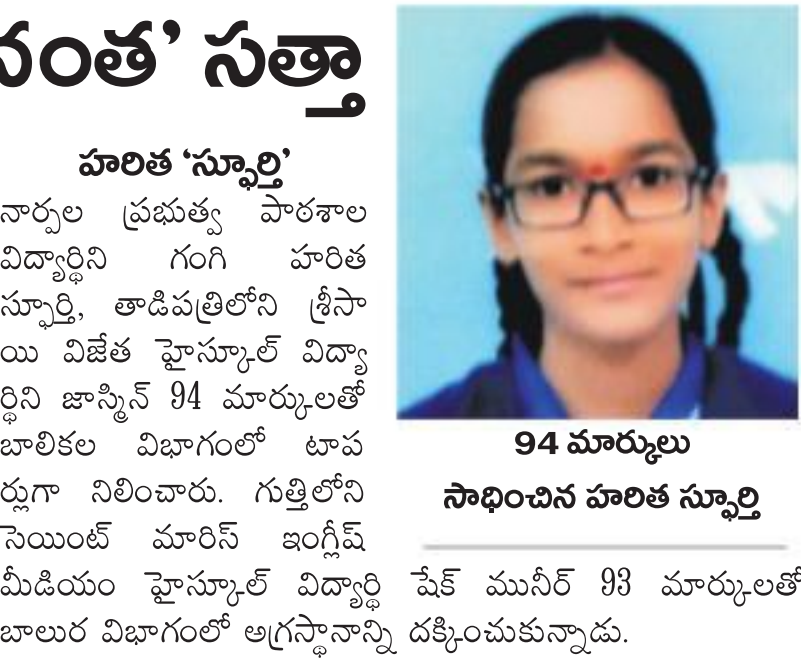 నంత’ సత్తా
హరిత ‘స్ఫూర్తి’
నార్పల ప్రభుత్వ పాఠశాల
విద్యార్థిని గంగి హరిత
స్ఫూర్తి, తాడిపత్రిలోని శ్రీసా
యి విజేత హైస్కూల్ విద్యా
ర్థిని జాస్మిన్ 94 మార్కులతో
బాలికల విభాగంలో టాప
ర్లుగా నిలిచారు. గుత్తిలోని
సెయింట్ మారిస్ ఇంగ్లీష్
మీడియం హైస్కూల్ విద్యార్థి షేక్ మునీర్ 93 మార్కులతో
బాలుర విభాగంలో అగ్రస్థానాన్ని దక్కించుకున్నాడు.
94 మార్కులు
సాధించిన హరిత స్ఫూర్తి